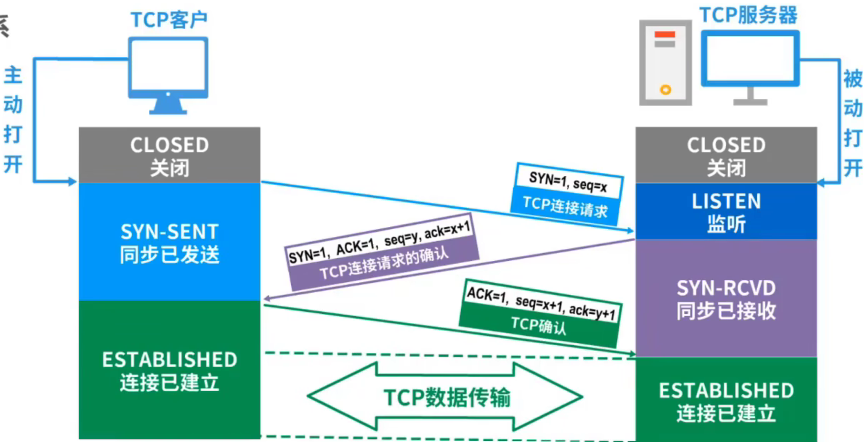 系
TCP客户
TCP服务器
主动打开
被动打开
CLOSED
关闭
CLOSED
关闭
SYN=1, seq=x
TCP连接请求
LISTEN
监听
SYN-SENT
同步已发送
SYN=1, ACK=1, seq=y, ack=x+1
TCP连接请求的确认
SYN-RCVD
同步已接收
ACK=1, seq=x+1, ack=y+1
TCP确认
ESTABLISHED
连接已建立
TCP数据传输
ESTABLISHED
连接已建立